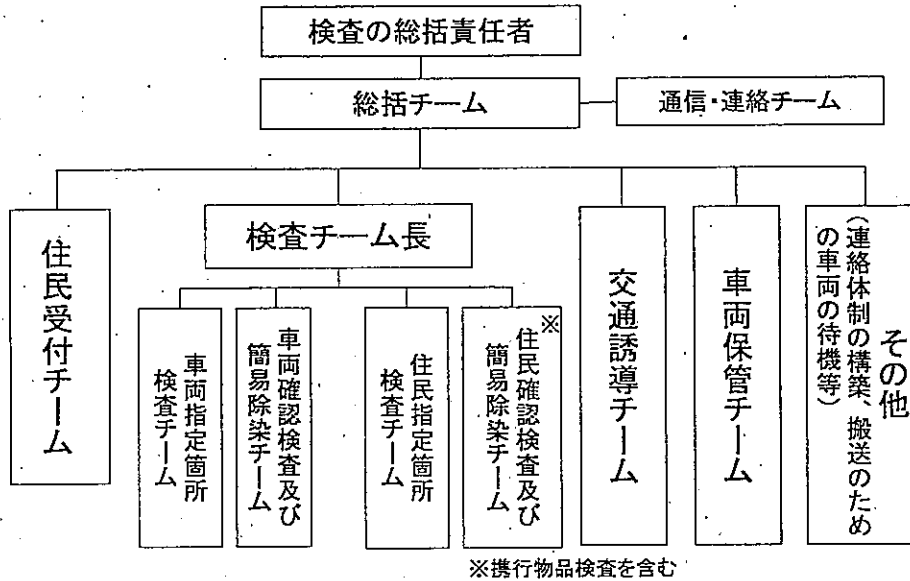 検査の総括責任者
総括チーム
通信・連絡チーム
住民受付チーム
検査チーム長
車両指定箇所
検査チーム
車両確認検査及び
簡易除染チーム
住民指定箇所
検査チーム
※
住民確認検査及び
簡易除染チーム
交通誘導チーム
車両保管チーム
その他
(連絡体制の構築、搬送のため
の車両の待機等)
※携行物品検査を含む